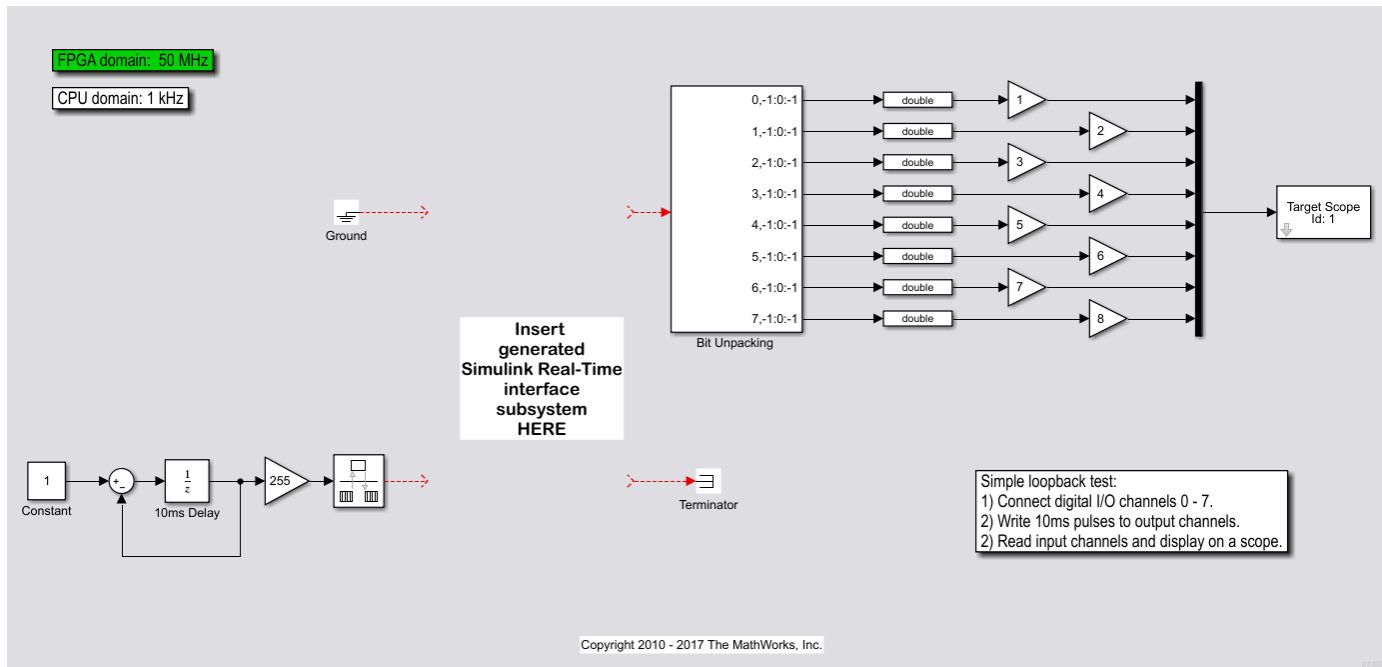 FPGA domain: 50 MHz
CPU domain: 1 kHz
0,-1:0:-1
double
1
1,-1:0:-1
double
2
2,-1:0:-1
double
3
3,-1:0:-1
double
4
4,-1:0:-1
double
5
5,-1:0:-1
double
6
6,-1:0:-1
double
7
7,-1:0:-1
double
8
Bit Unpacking
Target Scope
Id: 1
Ground
Insert
generated
Simulink Real-Time
interface
subsystem
HERE
1
Constant
+
-
1
z
10ms Delay
255
Terminator
Simple loopback test:
1) Connect digital I/O channels 0 - 7.
2) Write 10ms pulses to output channels.
2) Read input channels and display on a scope.
Copyright 2010 - 2017 The MathWorks, Inc.